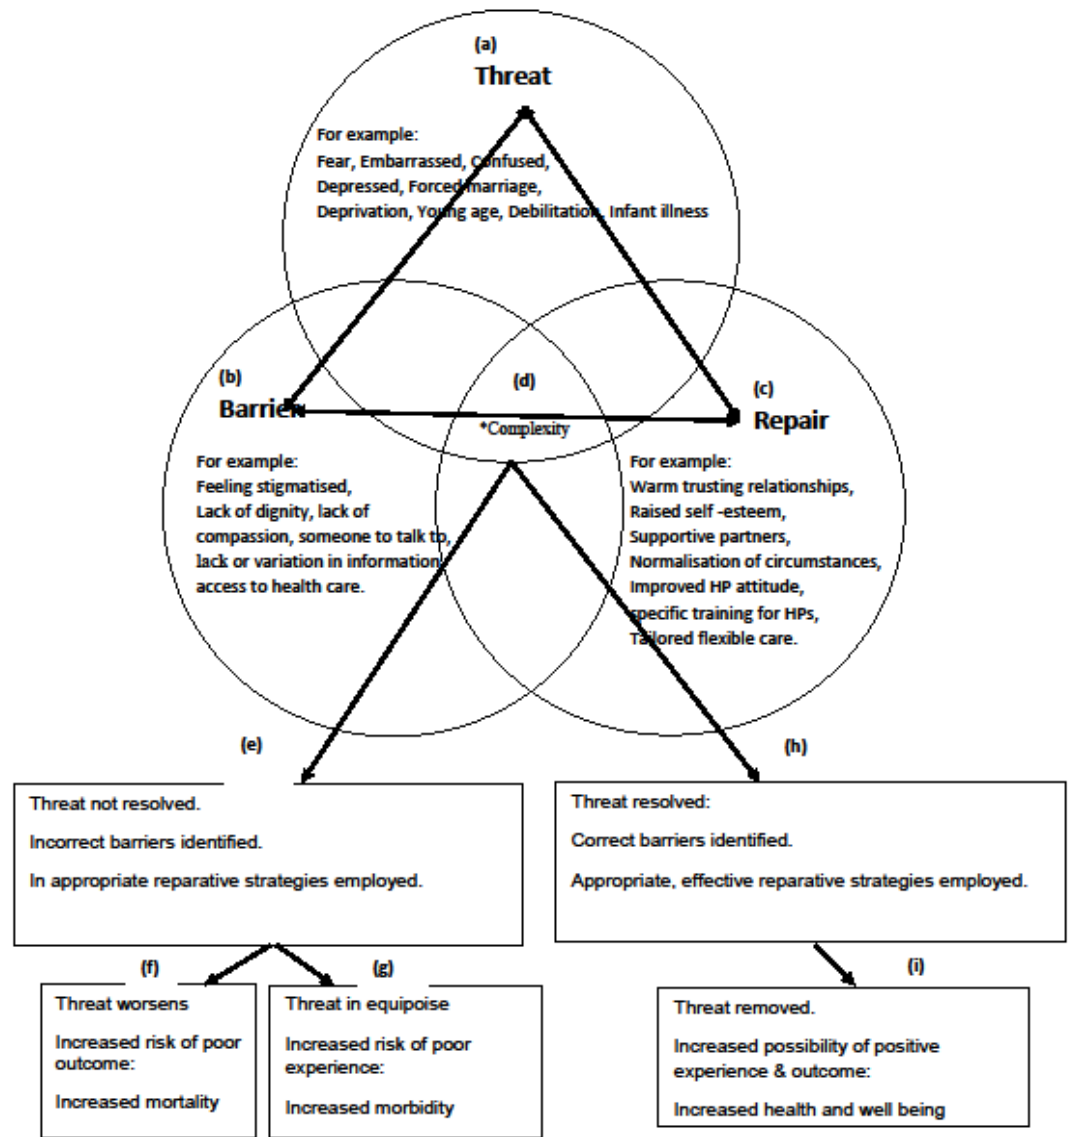 (a)
Threat
For example:
Fear, Embarrassed, Confused,
Depressed, Forced marriage,
Deprivation, Young age, Debilitation, Infant illness
(b)
Barrier
(d)
*Complexity
(c)
Repair
For example:
Feeling stigmatised,
Lack of dignity, lack of
compassion, someone to talk to,
lack or variation in information
access to health care.
For example:
Warm trusting relationships,
Raised self -esteem,
Supportive partners,
Normalisation of circumstances,
Improved HP attitude,
specific training for HPs,
Tailored flexible care.
(e)
(h)
Threat not resolved.
Incorrect barriers identified.
In appropriate reparative strategies employed.
Threat resolved:
Correct barriers identified.
Appropriate, effective reparative strategies employed.
(f)
(g)
(i)
Threat worsens
Increased risk of poor
outcome:
Increased mortality
Threat in equipoise
Increased risk of poor
experience:
Increased morbidity
Threat removed.
Increased possibility of positive
experience & outcome:
Increased health and well being